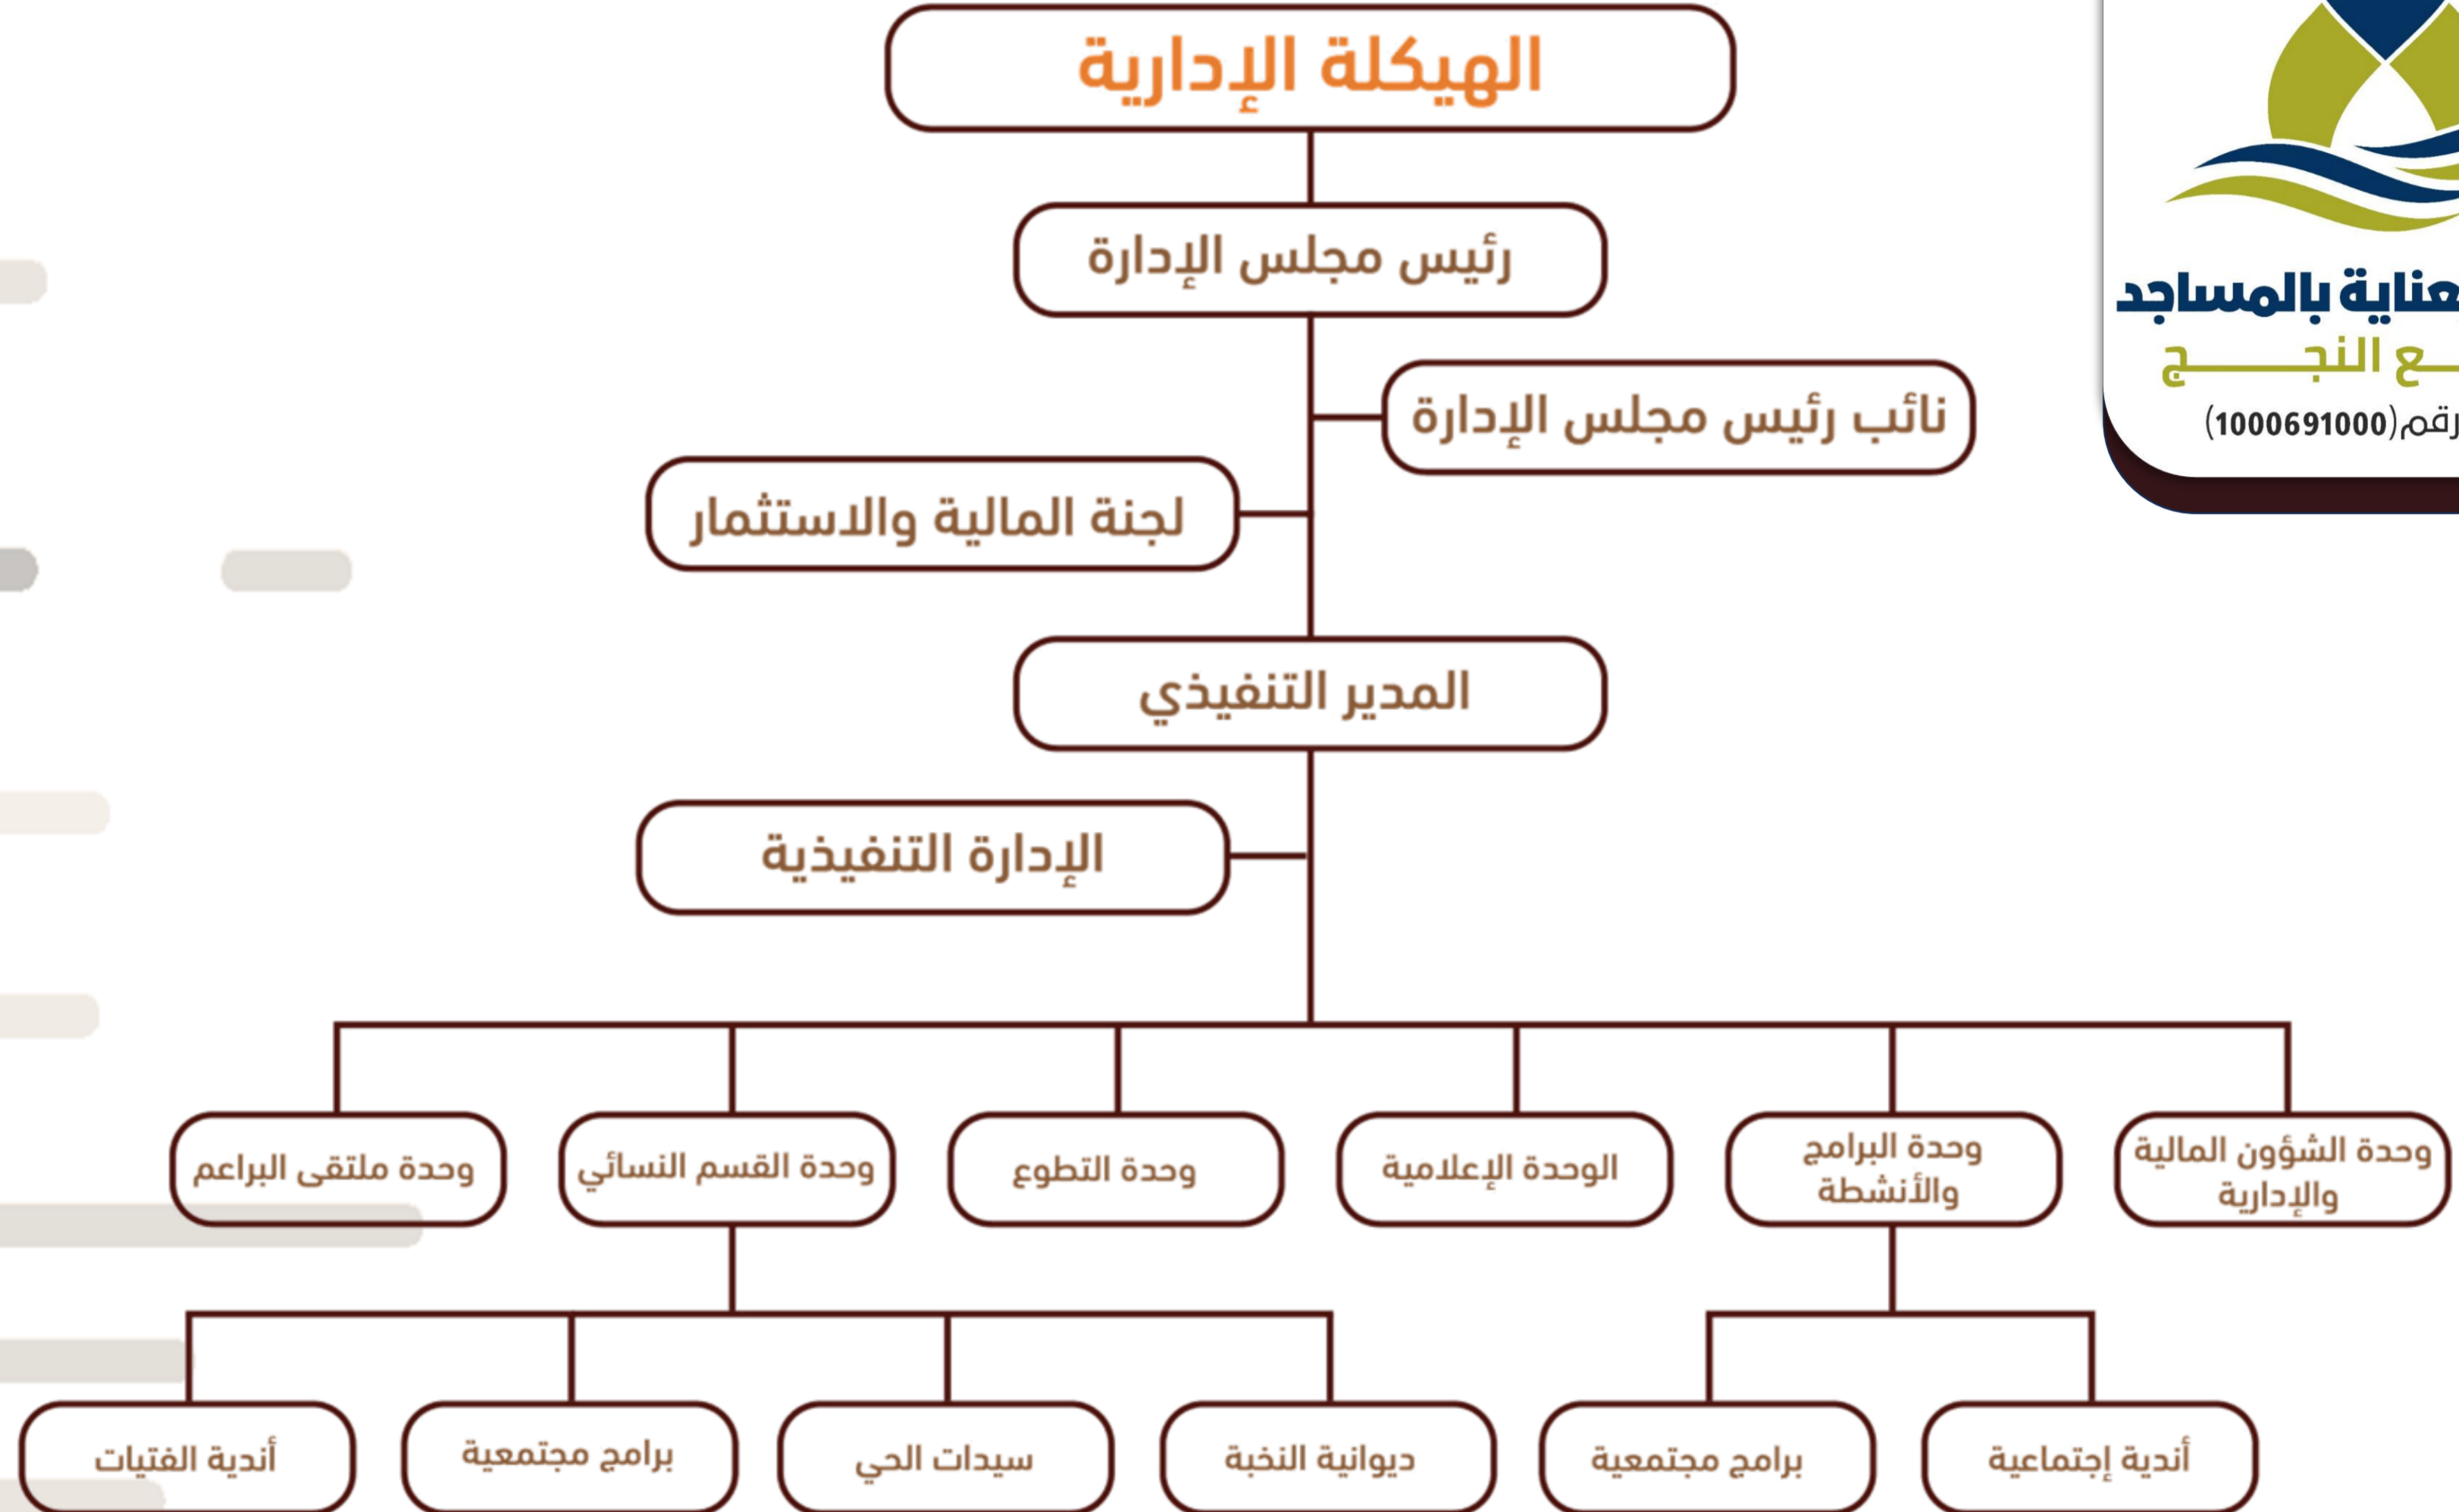 الهيكلة الإدارية
رئيس مجلس الإدارة
نائب رئيس مجلس الإدارة
لجنة المالية والاستثمار
المدير التنفيذي
الإدارة التنفيذية
وحدة الشؤون المالية
والإدارية
وحدة البرامج
والأنشطة
الوحدة الإعلامية
وحدة التطوع
وحدة القسم النسائي
وحدة ملتقى البراعم
أندية إجتماعية
برامج مجتمعية
ديوانية النخبة
سيدات الحي
برامج مجتمعية
أندية الفتيات
بالمساجد
رقم (1000691000)